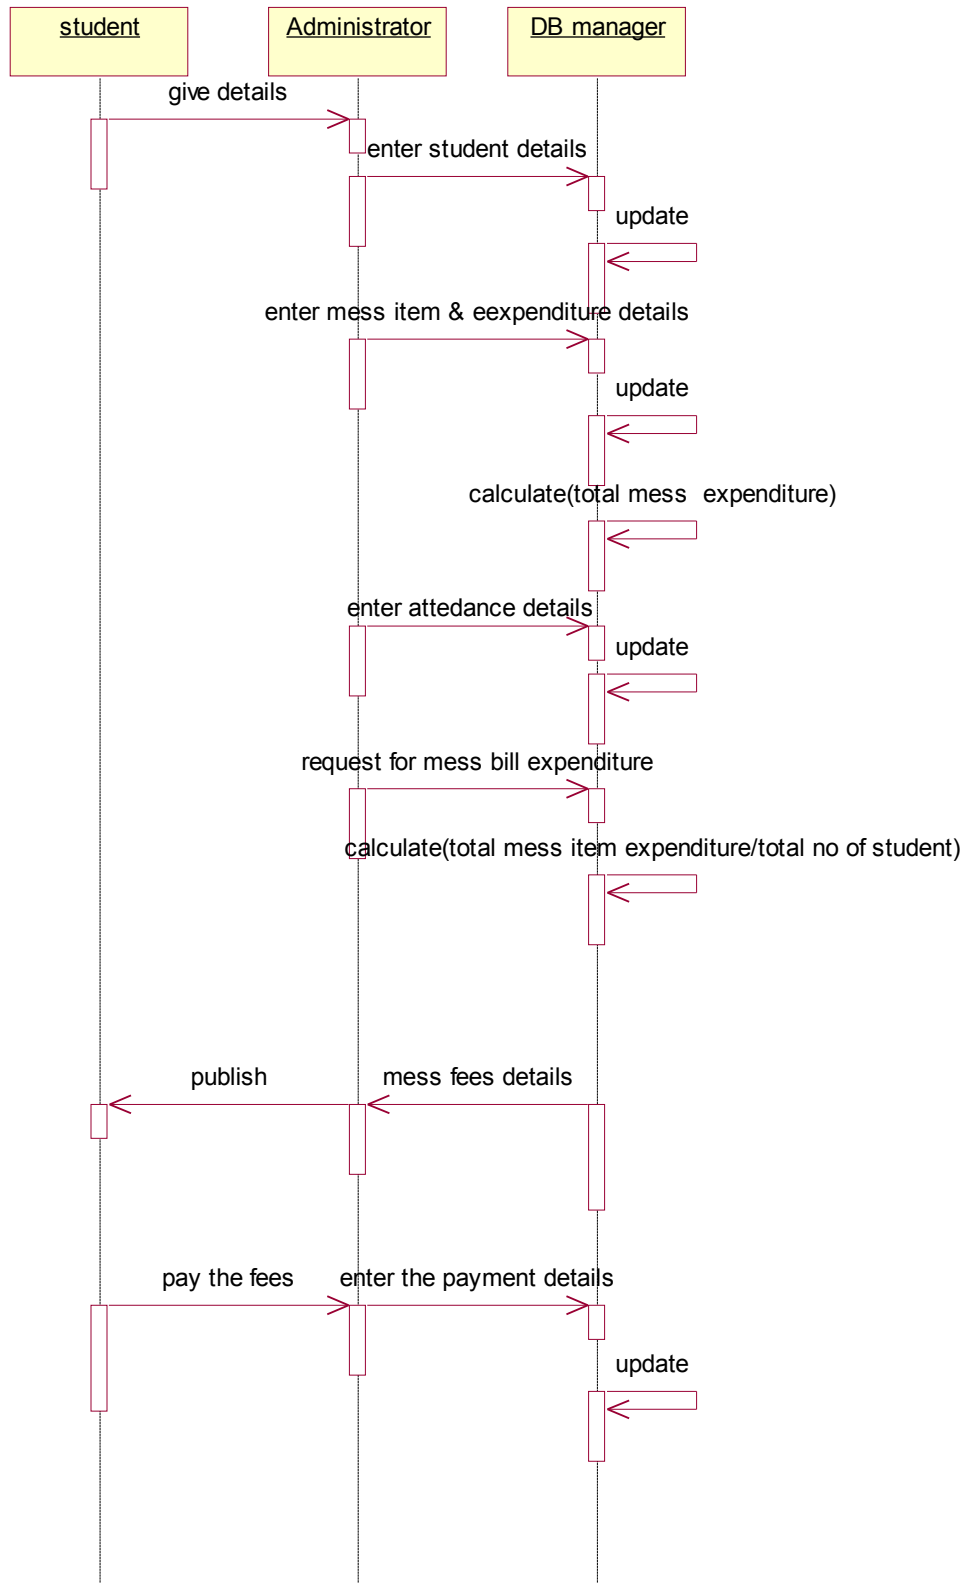 student
Administrator
DB manager
give details
enter student details
update
enter mess item & eexpenditure details
update
calculate(total mess expenditure)
enter attedance details
update
request for mess bill expenditure
calculate(total mess item expenditure/total no of student)
publish
mess fees details
pay the fees
enter the payment details
update